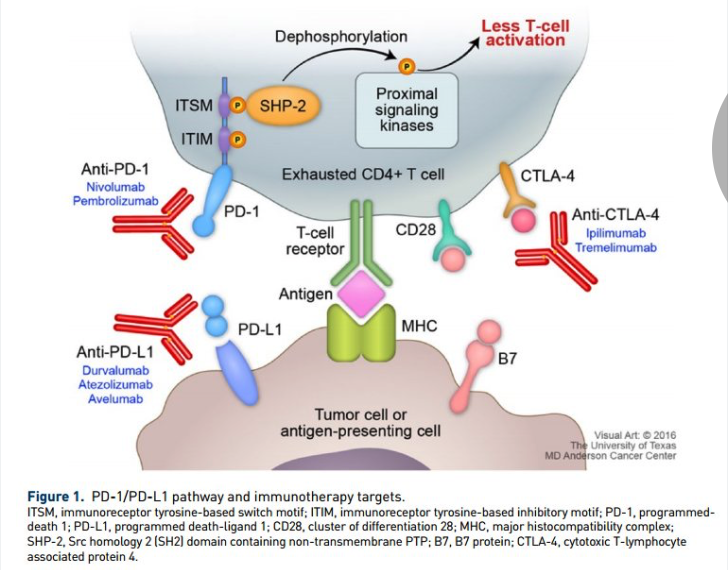 Dephosphorylation
Less T-cell
activation
P
ITSM
P
SHP-2
Proximal
signaling
kinases
ITIM
P
Anti-PD-1
Nivolumab
Pembrolizumab
Exhausted CD4+ T cell
CTLA-4
PD-1
T-cell
receptor
CD28
Anti-CTLA-4
Ipilimumab
Tremelimumab
Antigen
PD-L1
MHC
Anti-PD-L1
Durvalumab
Atezolizumab
Avelumab
B7
Tumor cell or
antigen-presenting cell
Visual Art: © 2016
The University of Texas
MD Anderson Cancer Center
Figure 1. PD-1/PD-L1 pathway and immunotherapy targets.
ITSM, immunoreceptor tyrosine-based switch motif; ITIM, immunoreceptor tyrosine-based inhibitory motif; PD-1, programmed-
death 1; PD-L1, programmed death-ligand 1; CD28, cluster of differentiation 28; MHC, major histocompatibility complex;
SHP-2, Src homology 2 (SH2) domain containing non-transmembrane PTP; B7, B7 protein; CTLA-4, cytotoxic T-lymphocyte
associated protein 4.